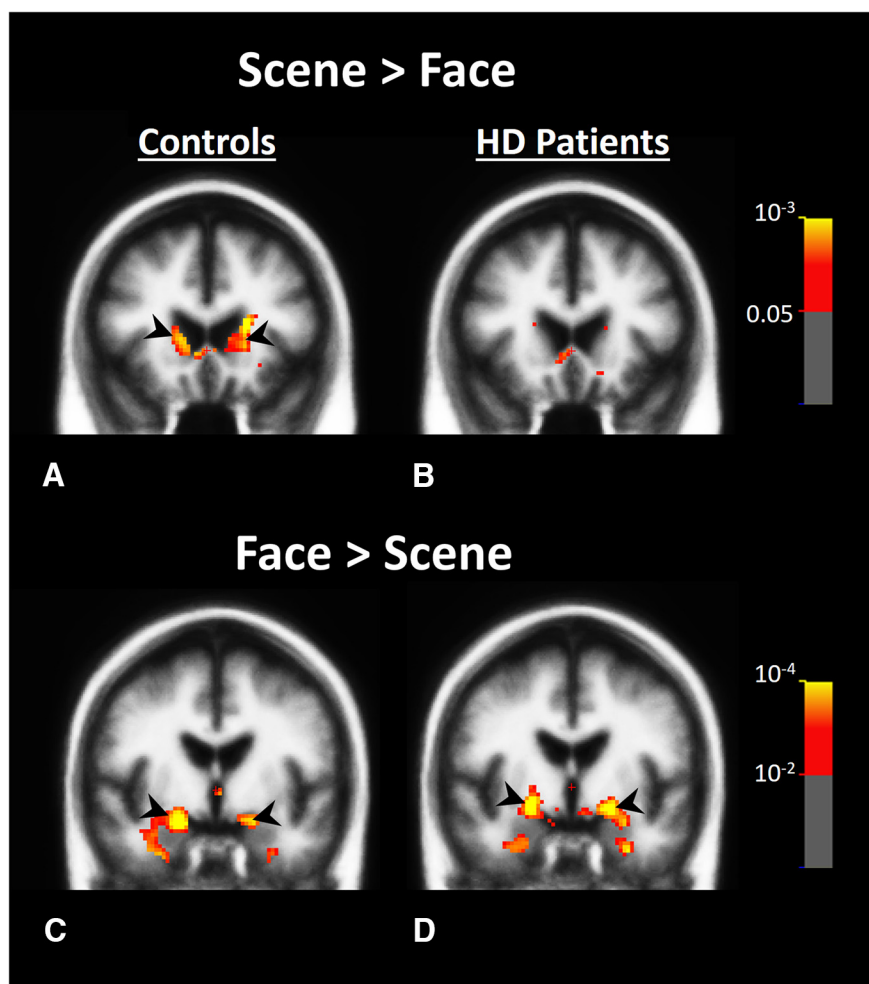 Scene > Face
Controls
HD Patients
10⁻³
0.05
A
B
Face > Scene
10⁻⁴
10⁻²
C
D